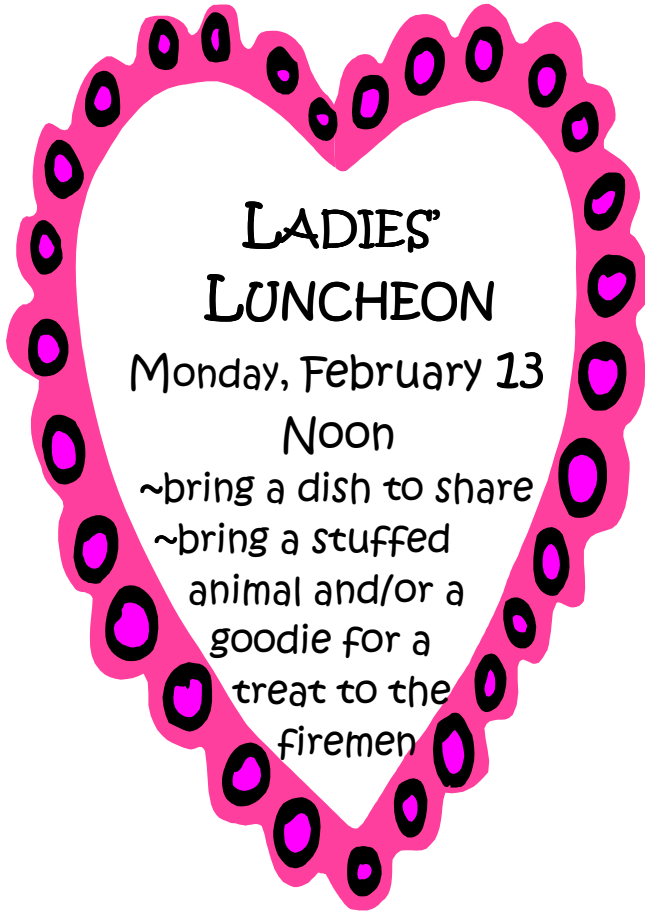 LADIES’
LUNCHEON
Monday, February 13
Noon
~bring a dish to share
~bring a stuffed
animal and/or a
goodie for a
treat to the
firemen